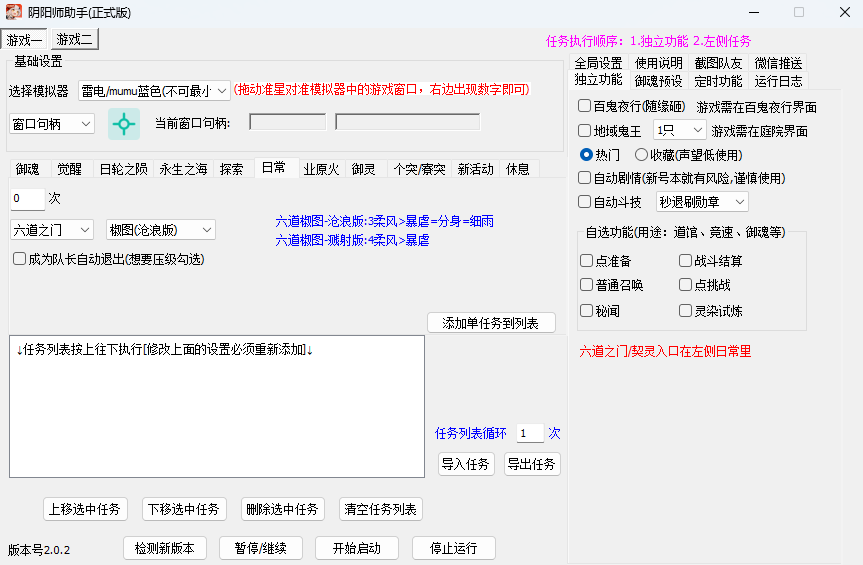 阴阳师助手(正式版)
游戏一 游戏二
任务执行顺序：1.独立功能 2.左侧任务
基础设置
选择模拟器 雷电/mumu蓝色(不可最小 (拖动准星对准模拟器中的游戏窗口，右边出现数字即可)
窗口句柄 当前窗口句柄:
御魂 觉醒 日轮之陨 永生之海 探索 日常 业原火 御灵 个突/寮突 新活动 休息
0 次
六道之门 椒图(沧浪版)
六道椒图-沧浪版:3柔风>暴虐=分身=细雨
六道椒图-溅射版:4柔风>暴虐
成为队长自动退出(想要压级勾选)
添加单任务到列表
↓任务列表按上往下执行[修改上面的设置必须重新添加]↓
任务列表循环 1 次
导入任务 导出任务
上移选中任务 下移选中任务 删除选中任务 清空任务列表
版本号2.0.2 检测新版本 暂停/继续 开始启动 停止运行
全局设置 使用说明 截图队友 微信推送
独立功能 御魂预设 定时功能 运行日志
百鬼夜行(随缘砸) 游戏需在百鬼夜行界面
地域鬼王 1只 游戏需在庭院界面
热门 收藏(声望低使用)
自动剧情(新号本就有风险,谨慎使用)
自动斗技 秒退刷勋章
自选功能(用途：道馆、竞速、御魂等)
点准备 战斗结算
普通召唤 点挑战
秘闻 灵染试炼
六道之门/契灵入口在左侧日常里